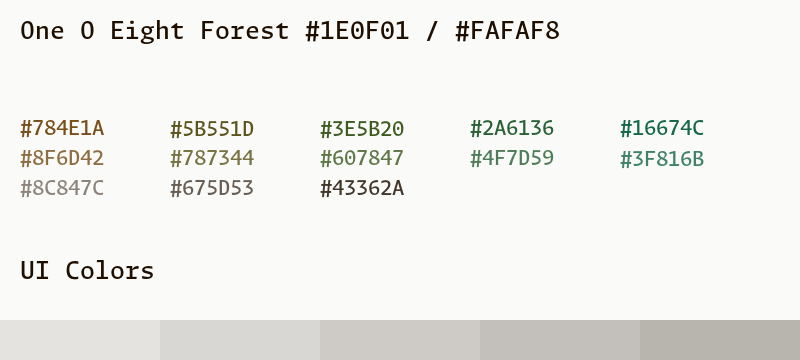 One O Eight Forest #1E0F01 / #FAFAF8
#784E1A #5B551D #3E5B20 #2A6136 #16674C
#8F6D42 #787344 #607847 #4F7D59 #3F816B
#8C847C #675D53 #43362A
UI Colors